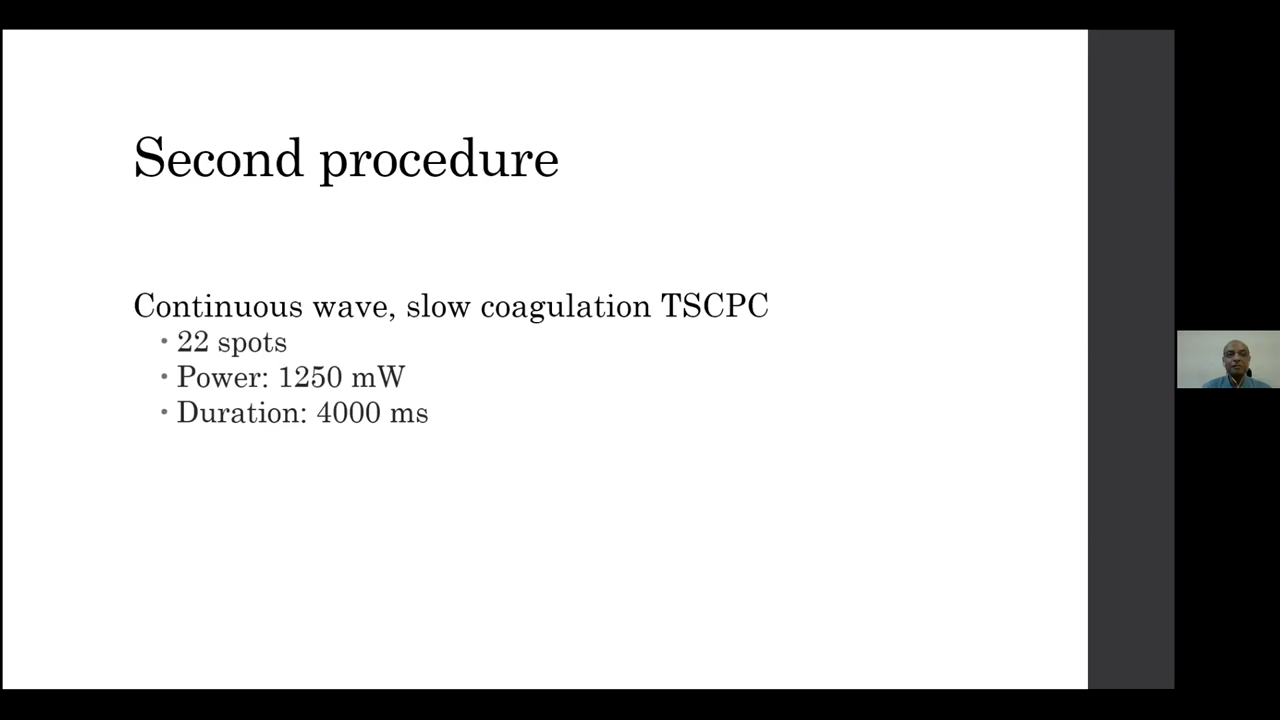 Second procedure
Continuous wave, slow coagulation TSCPC
• 22 spots
• Power: 1250 mW
• Duration: 4000 ms